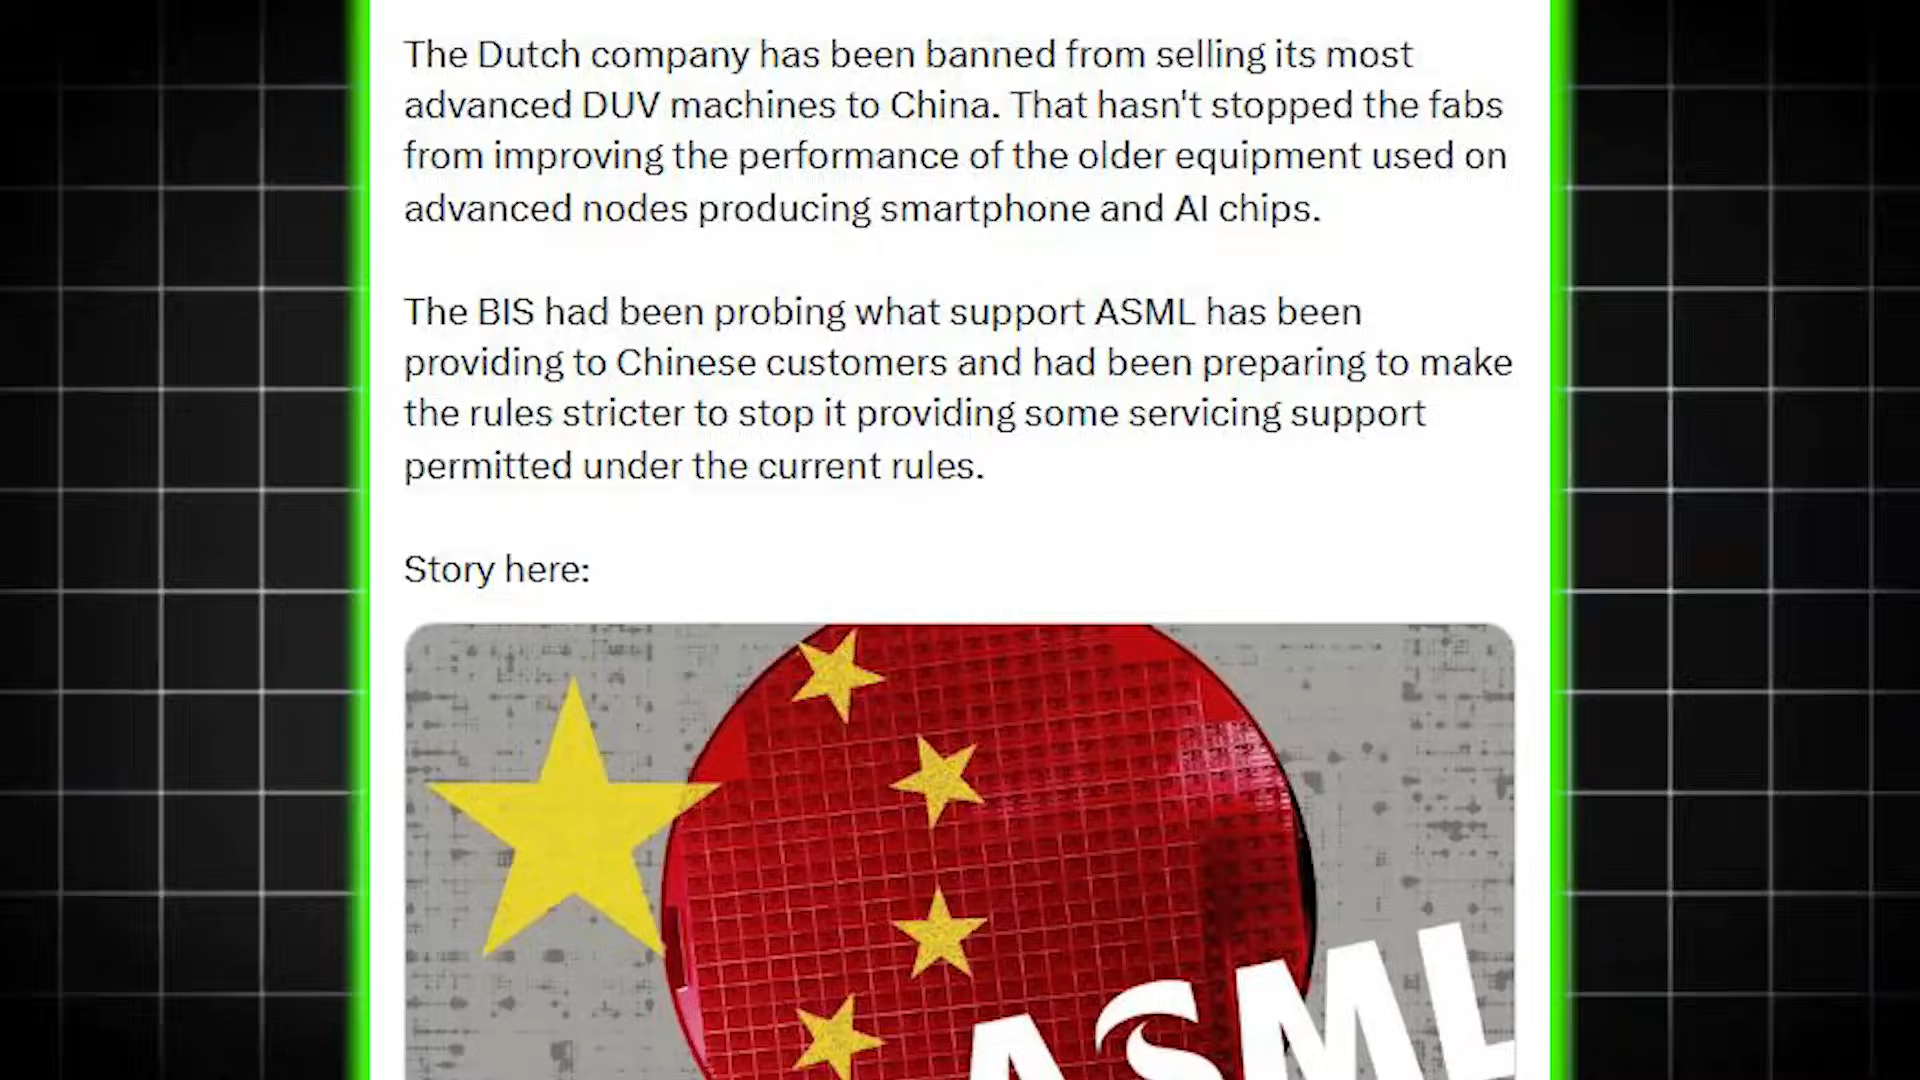 The Dutch company has been banned from selling its most
advanced DUV machines to China. That hasn't stopped the fabs
from improving the performance of the older equipment used on
advanced nodes producing smartphone and AI chips.
The BIS had been probing what support ASML has been
providing to Chinese customers and had been preparing to make
the rules stricter to stop it providing some servicing support
permitted under the current rules.
Story here:
ASML